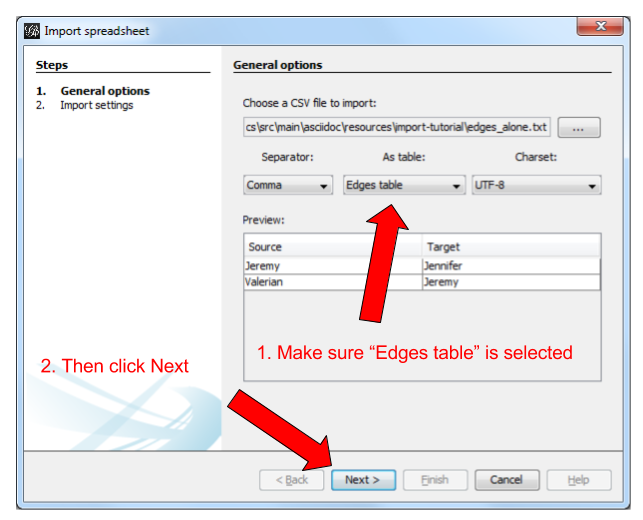 Import spreadsheet
Steps
1. General options
2. Import settings
General options
Choose a CSV file to import:
cs\src\main\asciidoc\resources\import-tutorial\edges_alone.txt ...
Separator: As table: Charset:
Comma Edges table UTF-8
Preview:
Source Target
Jeremy Jennifer
Valerian Jeremy
1. Make sure “Edges table” is selected
2. Then click Next
< Back Next > Finish Cancel Help